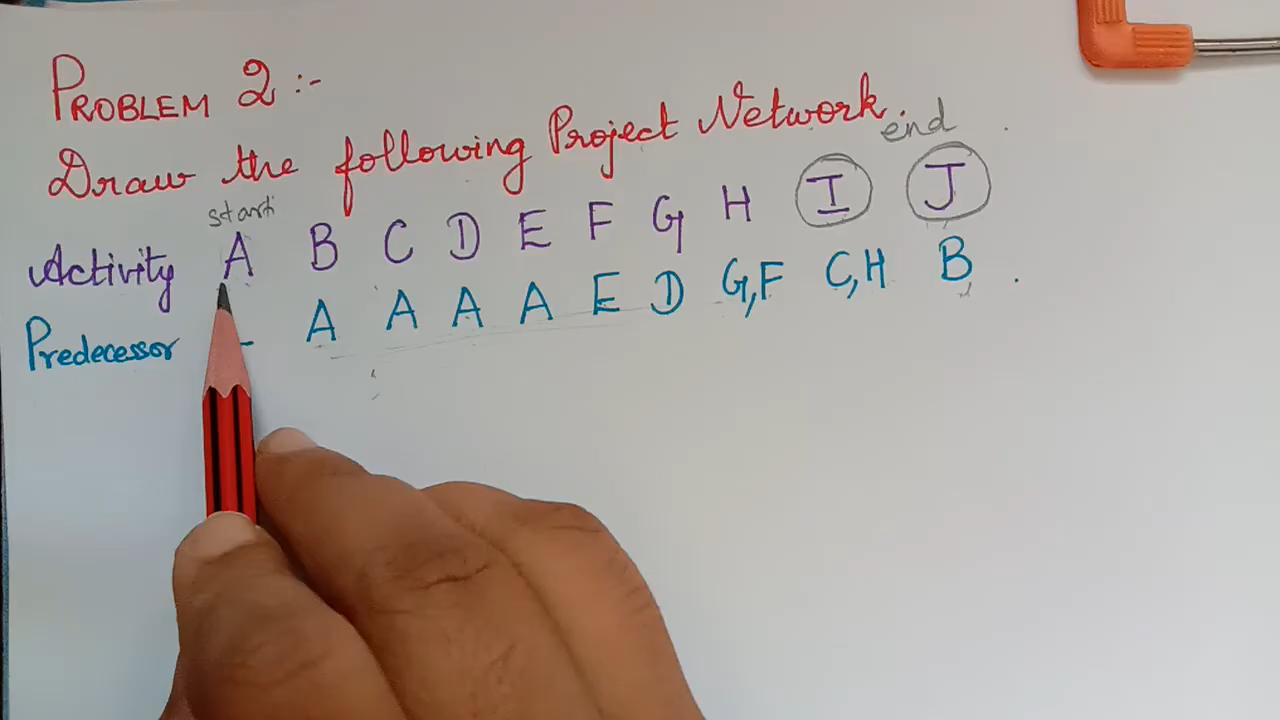 PROBLEM 2 :-
Draw the following Project Network.
start end
Activity A B C D E F G H I J
Predecessor - A A A A E D G,F C,H B .